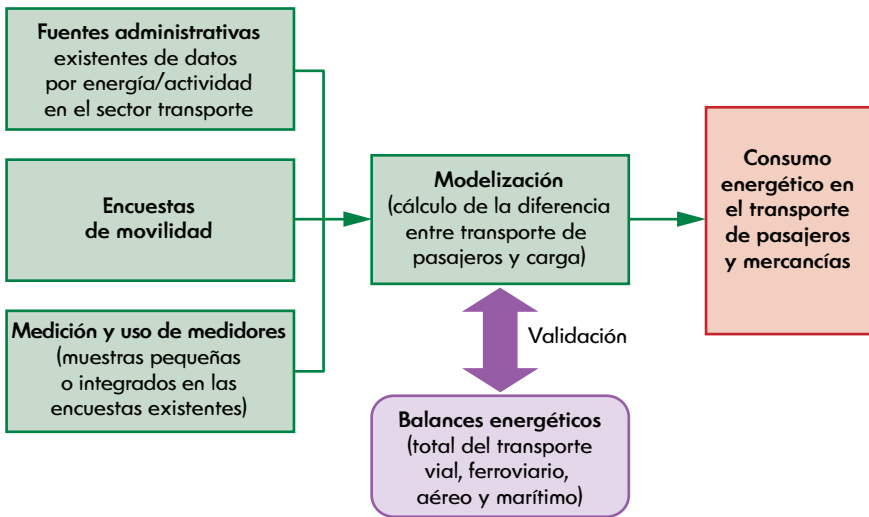 Fuentes administrativas
existentes de datos
por energía/actividad
en el sector transporte
Encuestas
de movilidad
Medición y uso de medidores
(muestras pequeñas
o integrados en las
encuestas existentes)
Modelización
(cálculo de la diferencia
entre transporte de
pasajeros y carga)
Validación
Balances energéticos
(total del transporte
vial, ferroviario,
aéreo y marítimo)
Consumo
energético en
el transporte
de pasajeros
y mercancías